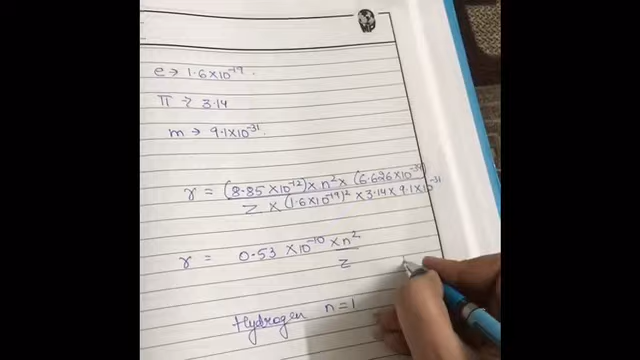 e → 1.6×10⁻¹⁹.
π → 3.14
m → 9.1×10⁻³¹.
r = (8.85×10⁻¹²)×n²×(6.626×10⁻³⁴)
Z×(1.6×10⁻¹⁹)²×3.14×9.1×10⁻³¹
r = 0.53×10⁻¹⁰×n²
Z
Hydrogen n=1